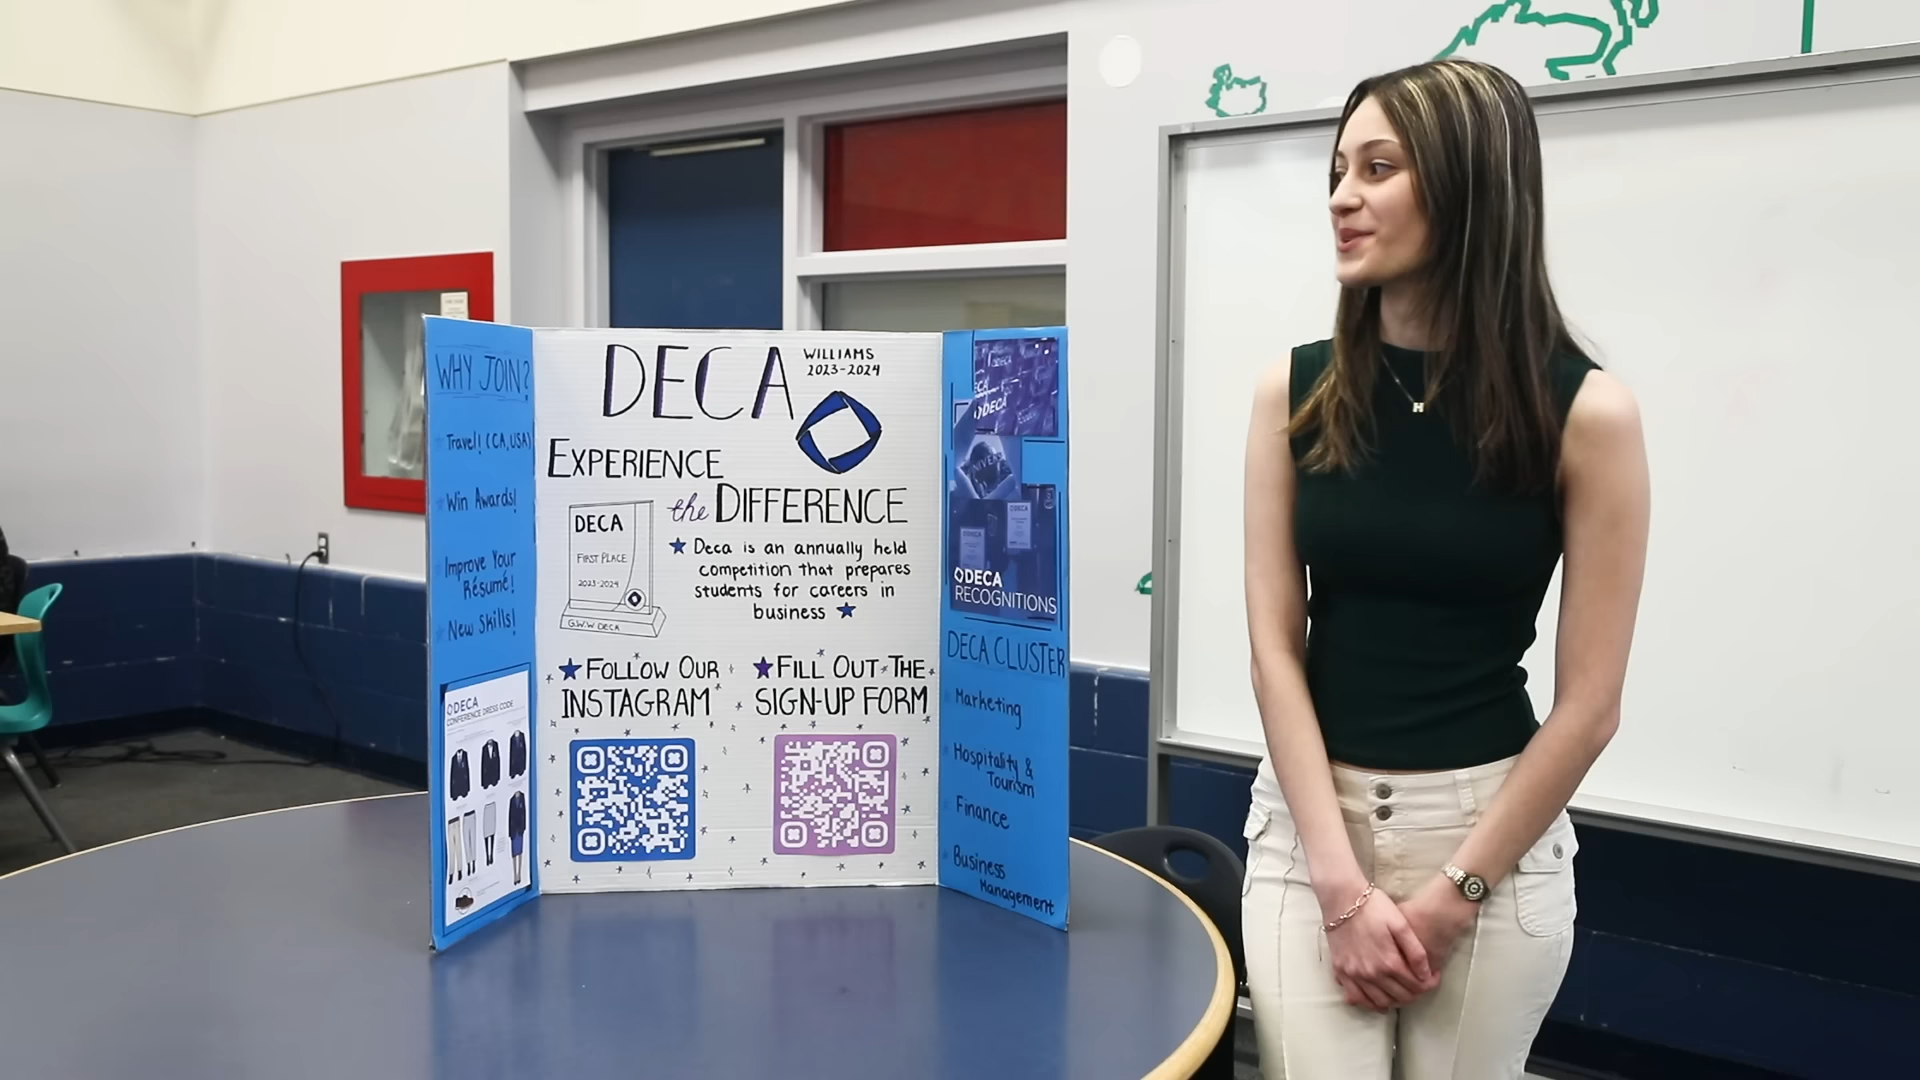 WHY JOIN?
Travel! (CA, USA)
Win Awards!
Improve Your
Résumé!
New Skills!
DECA
CONFERENCE DRESS CODE
DECA
WILLIAMS
2023-2024
EXPERIENCE
the DIFFERENCE
DECA
FIRST PLACE
2023-2024
G.W.W DECA
Deca is an annually held
competition that prepares
students for careers in
business
FOLLOW OUR
INSTAGRAM
FILL OUT THE
SIGN-UP FORM
DECA
DECA
RECOGNITIONS
DECA CLUSTER
Marketing
Hospitality &
Tourism
Finance
Business
Management
H